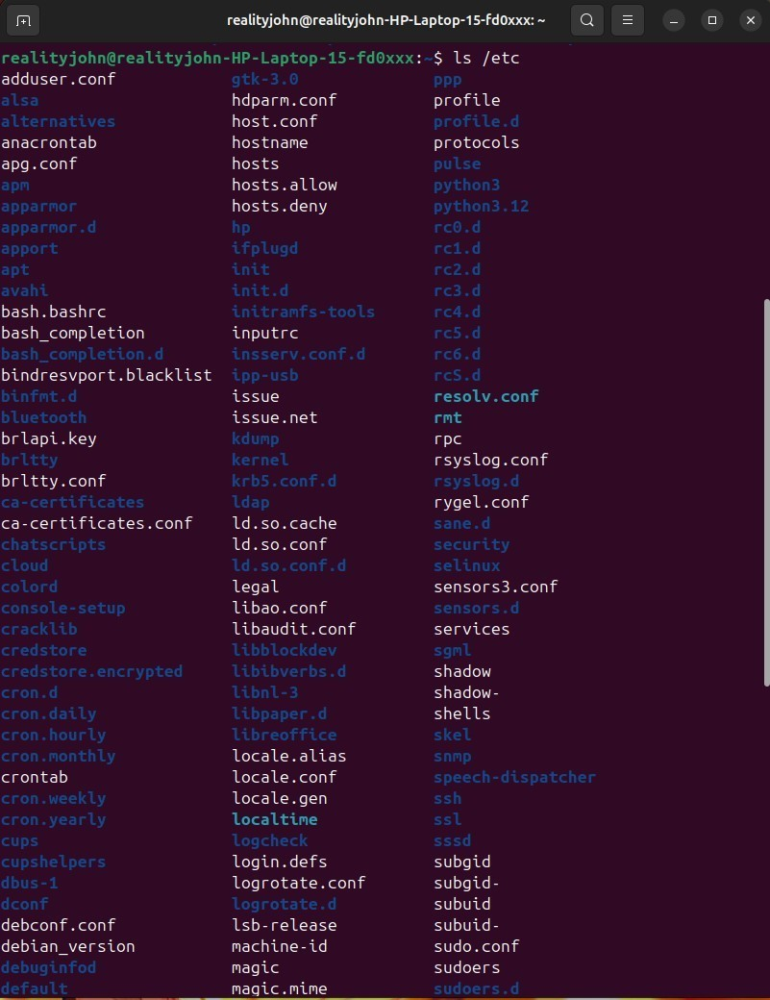 realityjohn@realityjohn-HP-Laptop-15-fd0xxx: ~
realityjohn@realityjohn-HP-Laptop-15-fd0xxx:~$ ls /etc
adduser.conf gtk-3.0 ppp
alsa hdparm.conf profile
alternatives host.conf profile.d
anacrontab hostname protocols
apg.conf hosts pulse
apm hosts.allow python3
apparmor hosts.deny python3.12
apparmor.d hp rc0.d
apport ifplugd rc1.d
apt init rc2.d
avahi init.d rc3.d
bash.bashrc initramfs-tools rc4.d
bash_completion inputrc rc5.d
bash_completion.d insserv.conf.d rc6.d
bindresvport.blacklist ipp-usb rcS.d
binfmt.d issue resolv.conf
bluetooth issue.net rmt
brlapi.key kdump rpc
brltty kernel rsyslog.conf
brltty.conf krb5.conf.d rsyslog.d
ca-certificates ldap rygel.conf
ca-certificates.conf ld.so.cache sane.d
chatscripts ld.so.conf security
cloud ld.so.conf.d selinux
colord legal sensors3.conf
console-setup libao.conf sensors.d
cracklib libaudit.conf services
credstore libblockdev sgml
credstore.encrypted libibverbs.d shadow
cron.d libnl-3 shadow-
cron.daily libpaper.d shells
cron.hourly libreoffice skel
cron.monthly locale.alias snmp
crontab locale.conf speech-dispatcher
cron.weekly locale.gen ssh
cron.yearly localtime ssl
cups logcheck sssd
cupshelpers login.defs subgid
dbus-1 logrotate.conf subgid-
dconf logrotate.d subuid
debconf.conf lsb-release subuid-
debian_version machine-id sudo.conf
debuginfod magic sudoers
default magic.mime sudoers.d